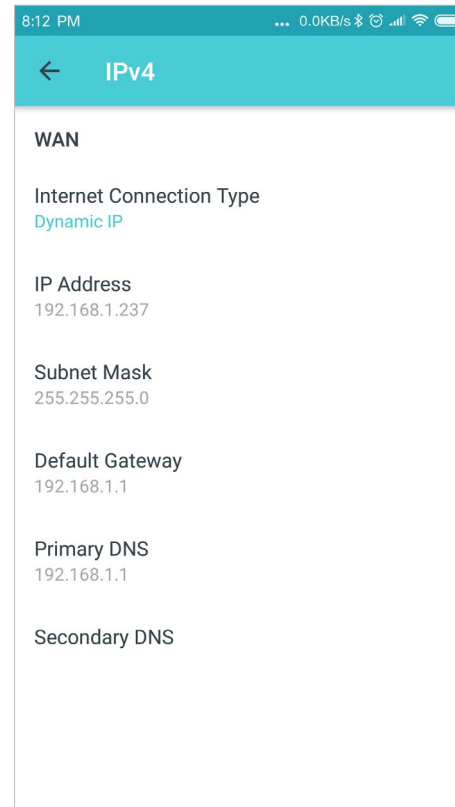 8:12 PM ... 0.0KB/s
IPv4
WAN
Internet Connection Type
Dynamic IP
IP Address
192.168.1.237
Subnet Mask
255.255.255.0
Default Gateway
192.168.1.1
Primary DNS
192.168.1.1
Secondary DNS